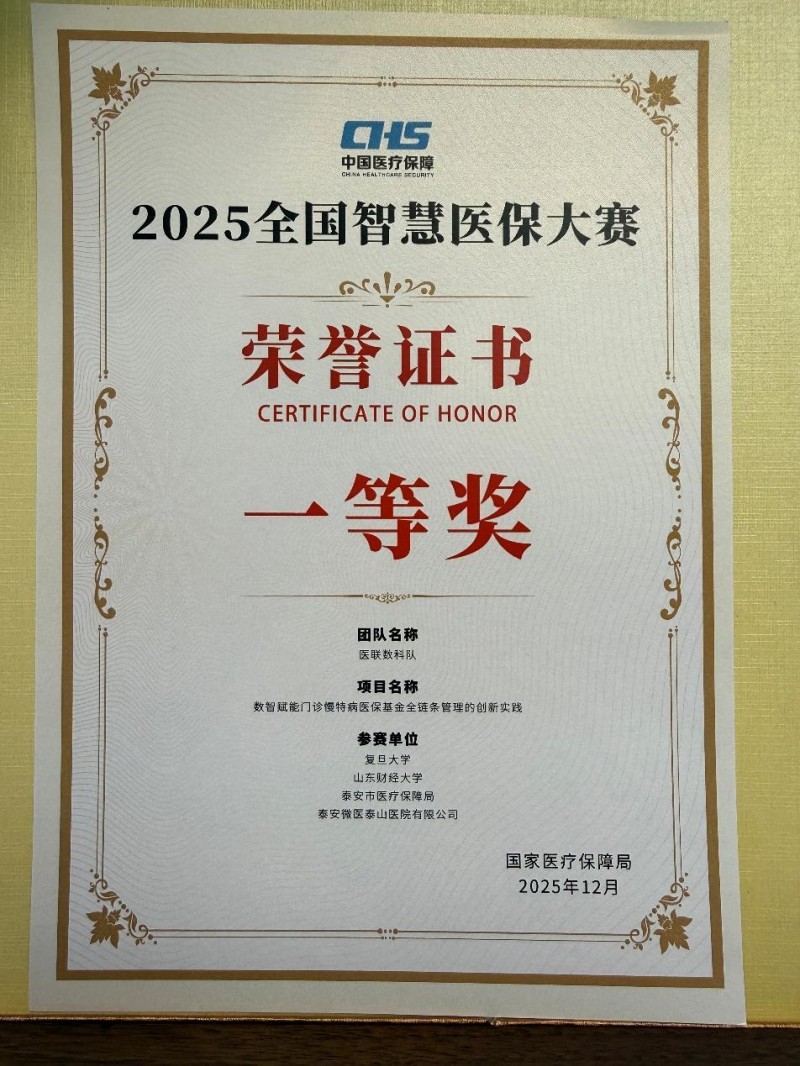 CHS
中国医疗保障
CHINA HEALTHCARE SECURITY
2025全国智慧医保大赛
荣誉证书
CERTIFICATE OF HONOR
一等奖
团队名称
医联数科队
项目名称
数智赋能门诊慢特病医保基金全链条管理的创新实践
参赛单位
复旦大学
山东财经大学
泰安市医疗保障局
泰安微医泰山医院有限公司
国家医疗保障局
2025年12月